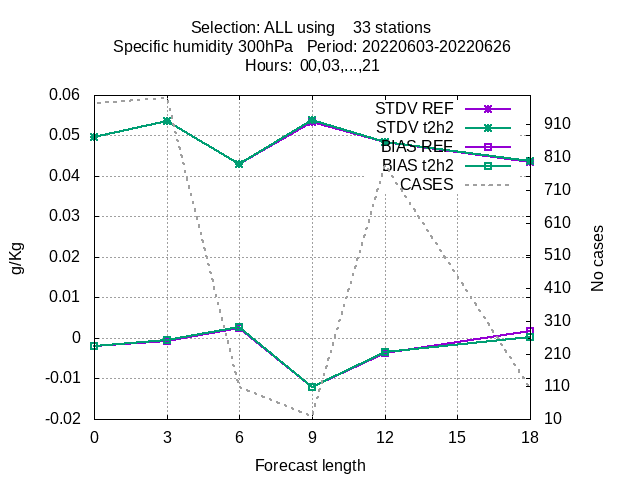 Selection: ALL using    33 stations
Specific humidity 300hPa   Period: 20220603-20220626
Hours:  00,03,...,21
STDV REF
STDV t2h2
BIAS REF
BIAS t2h2
CASES
g/Kg
0.06
0.05
0.04
0.03
0.02
0.01
0
-0.01
-0.02
910
810
710
610
510
410
310
210
110
10
No cases
0 3 6 9 12 15 18
Forecast length